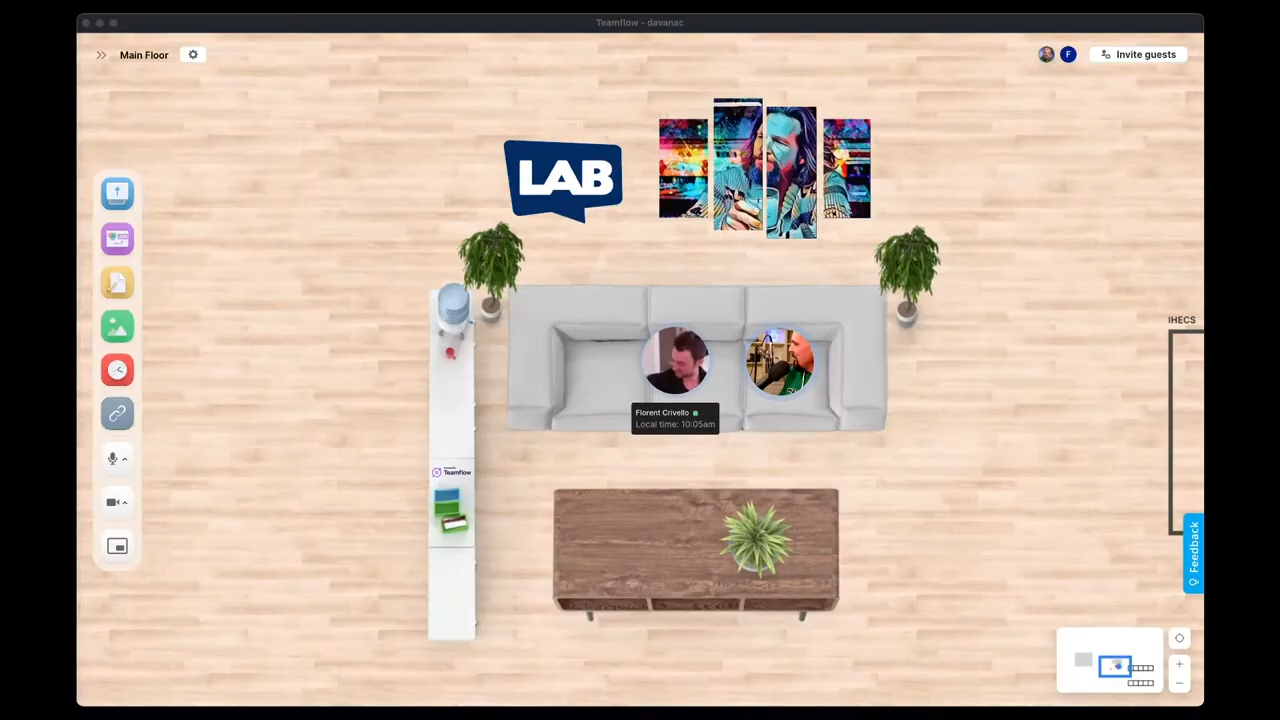 Teamflow - davanac
Main Floor
F
Invite guests
LAB
IHECS
Florent Crivello
Local time: 10:05am
Teamflow
Feedback